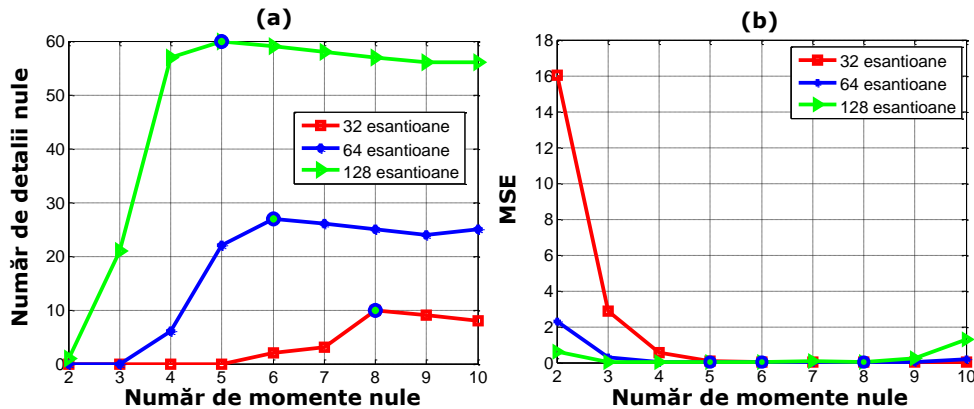 (a)
Număr de detalii nule
60
50
40
30
20
10
0
32 esantioane
64 esantioane
128 esantioane
2 3 4 5 6 7 8 9 10
Număr de momente nule
(b)
MSE
18
16
14
12
10
8
6
4
2
0
32 esantioane
64 esantioane
128 esantioane
2 3 4 5 6 7 8 9 10
Număr de momente nule